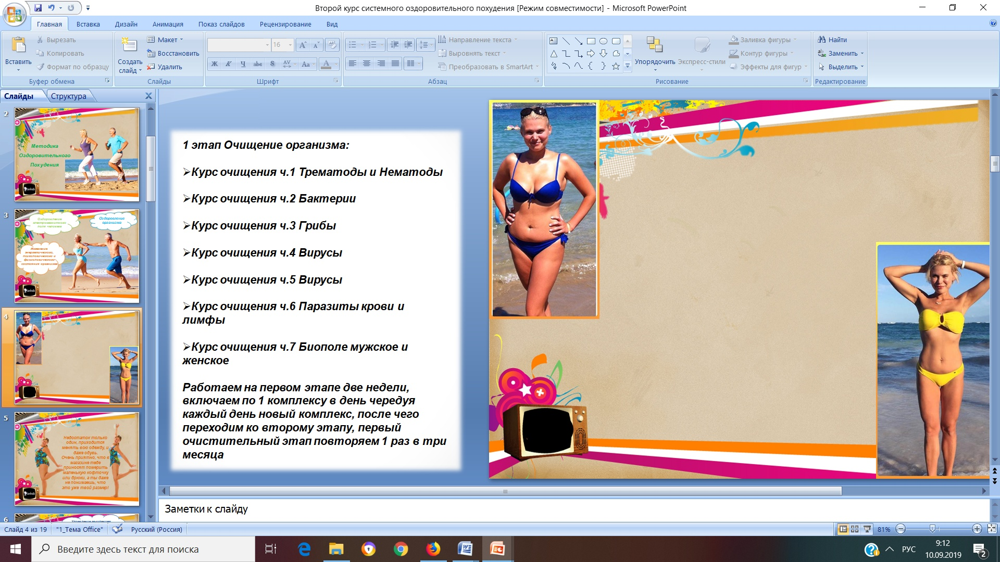 Второй курс системного оздоровительного похудения [Режим совместимости] - Microsoft PowerPoint
Главная Вставка Дизайн Анимация Показ слайдов Рецензирование Вид
Вставить
Вырезать
Копировать
Формат по образцу
Буфер обмена
Создать слайд
Макет
Восстановить
Удалить
Слайды
16
Ж К Ч abc S AV Aa А
Шрифт
Направление текста
Выровнять текст
Преобразовать в SmartArt
Абзац
Упорядочить
Экспресс-стили
Заливка фигуры
Контур фигуры
Эффекты для фигур
Рисование
Найти
Заменить
Выделить
Редактирование
Слайды Структура
2
Методика
Оздоровительного
Похудения
3
Оздоровление
электромагнитного
поля человека
Оздоровление
организма
Изменение
энергетического,
психологического и
физиологического
состояния организма
4
5
Недостаток только
один, приходится
менять всю одежду, и
даже обувь.
Очень приятно, что в
магазине тебе
приносят померить
маленькую кофточку
или брюки, а ты даже
не понимаешь, что
это уже твой размер!
6
1 этап Очищение организма:
➢Курс очищения ч.1 Трематоды и Нематоды
➢Курс очищения ч.2 Бактерии
➢Курс очищения ч.3 Грибы
➢Курс очищения ч.4 Вирусы
➢Курс очищения ч.5 Вирусы
➢Курс очищения ч.6 Паразиты крови и
лимфы
➢Курс очищения ч.7 Биополе мужское и
женское
Работаем на первом этапе две недели,
включаем по 1 комплексу в день чередуя
каждый день новый комплекс, после чего
переходим ко второму этапу, первый
очистительный этап повторяем 1 раз в три
месяца
Заметки к слайду
Слайд 4 из 19 "1_Тема Office" Русский (Россия) 81%
Введите здесь текст для поиска
РУС
9:12
10.09.2019
2